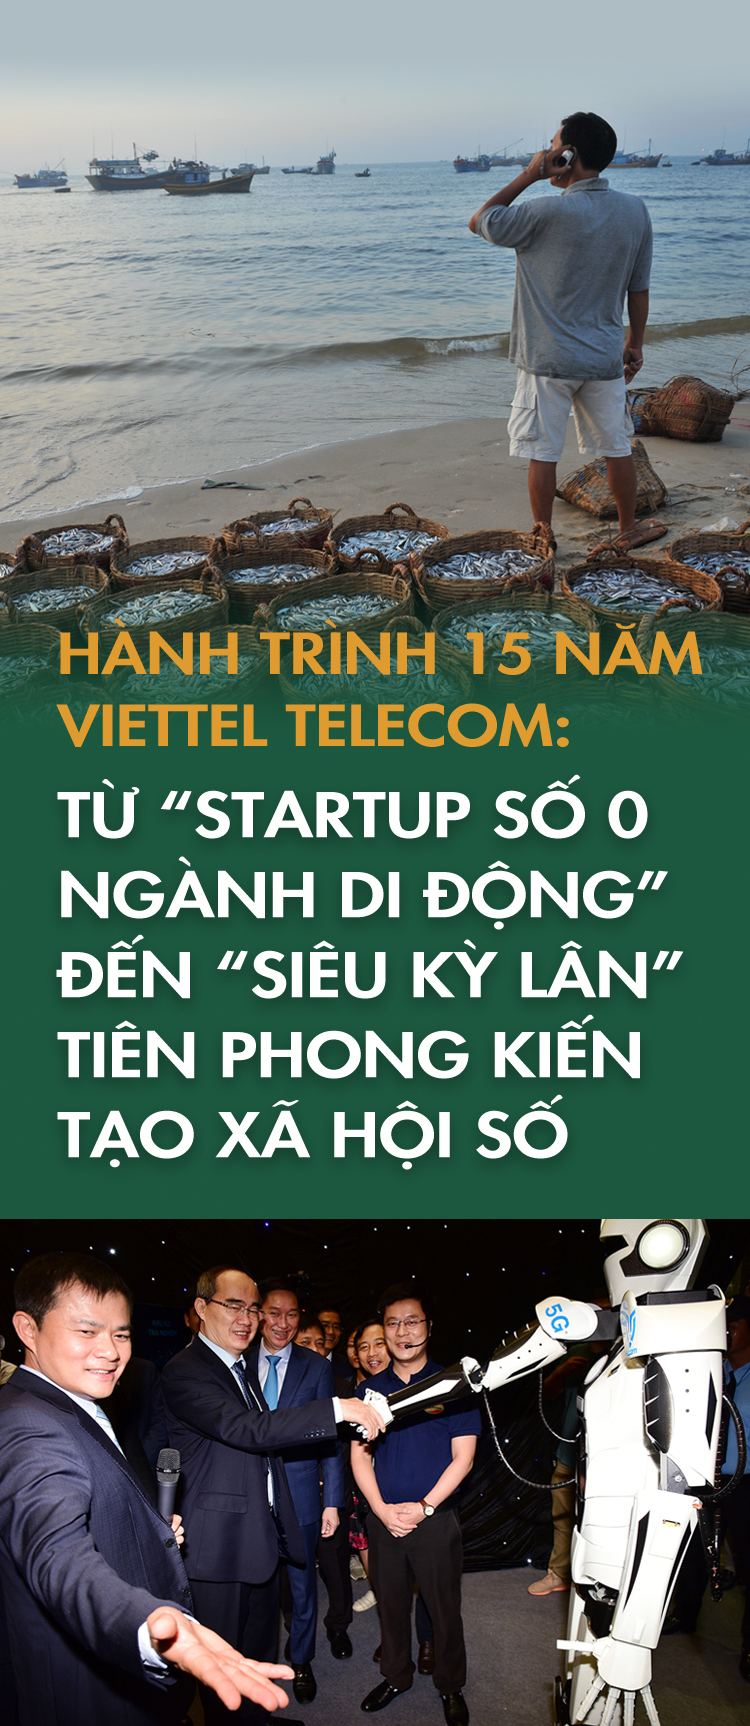 HÀNH TRÌNH 15 NĂM
VIETTEL TELECOM:
TỪ “STARTUP SỐ 0
NGÀNH DI ĐỘNG”
ĐẾN “SIÊU KỲ LÂN”
TIÊN PHONG KIẾN
TẠO XÃ HỘI SỐ
5G